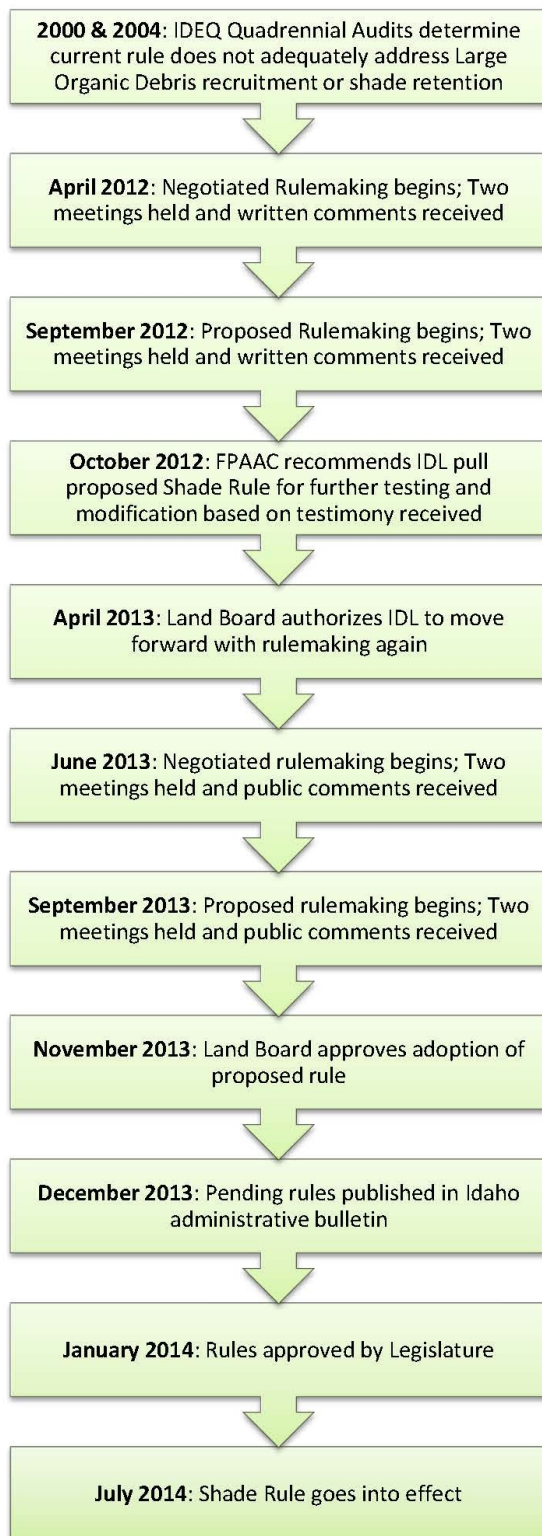 2000 & 2004: IDEQ Quadrennial Audits determine
current rule does not adequately address Large
Organic Debris recruitment or shade retention
April 2012: Negotiated Rulemaking begins; Two
meetings held and written comments received
September 2012: Proposed Rulemaking begins; Two
meetings held and written comments received
October 2012: FPAAC recommends IDL pull
proposed Shade Rule for further testing and
modification based on testimony received
April 2013: Land Board authorizes IDL to move
forward with rulemaking again
June 2013: Negotiated rulemaking begins; Two
meetings held and public comments received
September 2013: Proposed rulemaking begins; Two
meetings held and public comments received
November 2013: Land Board approves adoption of
proposed rule
December 2013: Pending rules published in Idaho
administrative bulletin
January 2014: Rules approved by Legislature
July 2014: Shade Rule goes into effect